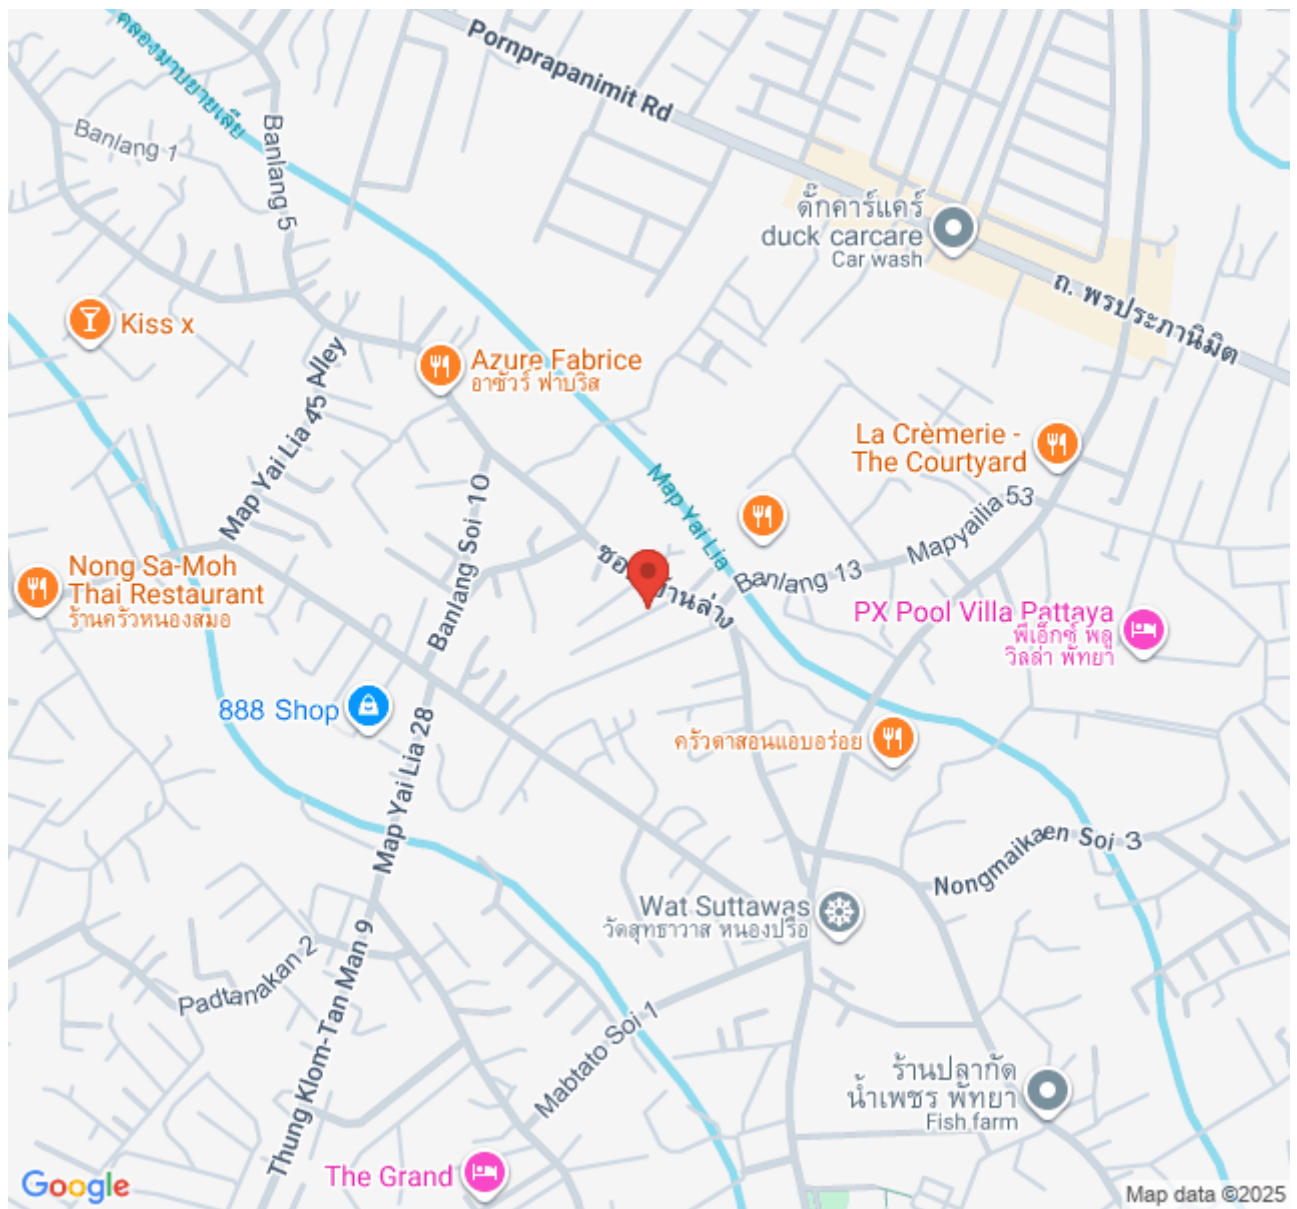 คลองมาบยายเลีย
Pornprapanimit Rd
Banlang 1
Banlang 5
ดั๊กคาร์แคร์
duck carcare
Car wash
ถ. พรประภานิมิต
Kiss x
Map Yai Lia 45 Alley
Azure Fabrice
อาซัวร์ ฟาบริส
La Crèmerie -
The Courtyard
Map Yai Lia
Banlang Soi 10
Mapyailia 53
Banlang 13
Nong Sa-Moh
Thai Restaurant
ร้านครัวหนองสมอ
PX Pool Villa Pattaya
พีเอ็กซ์ พลู
วิลล่า พัทยา
888 Shop
Map Yai Lia 28
ครัวตาสอนแอบอร่อย
Nongmaikaen Soi 3
Wat Suttawas
วัดสุทธาวาส หนองปรือ
Padtanakan 2
Thung Klom-Tan Man 9
Mabtato Soi 1
ร้านปลากัด
น้ำเพชร พัทยา
Fish farm
The Grand
Google
Map data ©2025